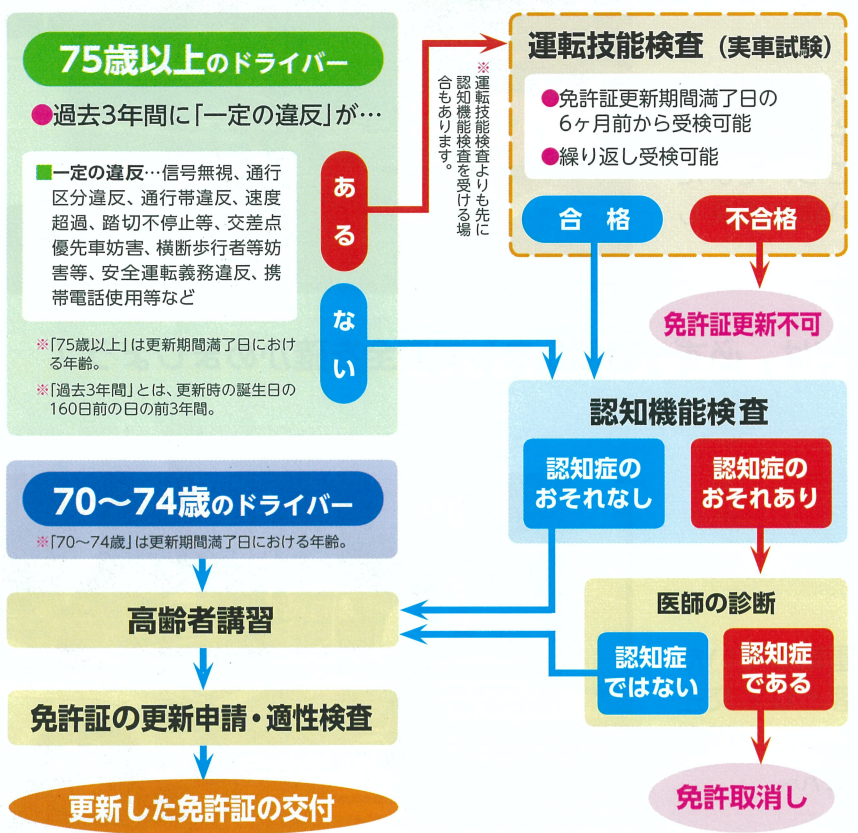 75歳以上のドライバー
●過去3年間に「一定の違反」が…
■一定の違反…信号無視、通行
区分違反、通行帯違反、速度
超過、踏切不停止等、交差点
優先車妨害、横断歩行者等妨
害等、安全運転義務違反、携
帯電話使用等など
ある
ない
※「75歳以上」は更新期間満了日におけ
る年齢。
※「過去3年間」とは、更新時の誕生日の
160日前の日の前3年間。
※運転技能検査よりも先に
認知機能検査を受ける場
合もあります。
運転技能検査（実車試験）
●免許証更新期間満了日の
6ヶ月前から受検可能
●繰り返し受検可能
合 格
不合格
免許証更新不可
認知機能検査
認知症の
おそれなし
認知症の
おそれあり
医師の診断
認知症
ではない
認知症
である
免許取消し
70〜74歳のドライバー
※「70〜74歳」は更新期間満了日における年齢。
高齢者講習
免許証の更新申請・適性検査
更新した免許証の交付